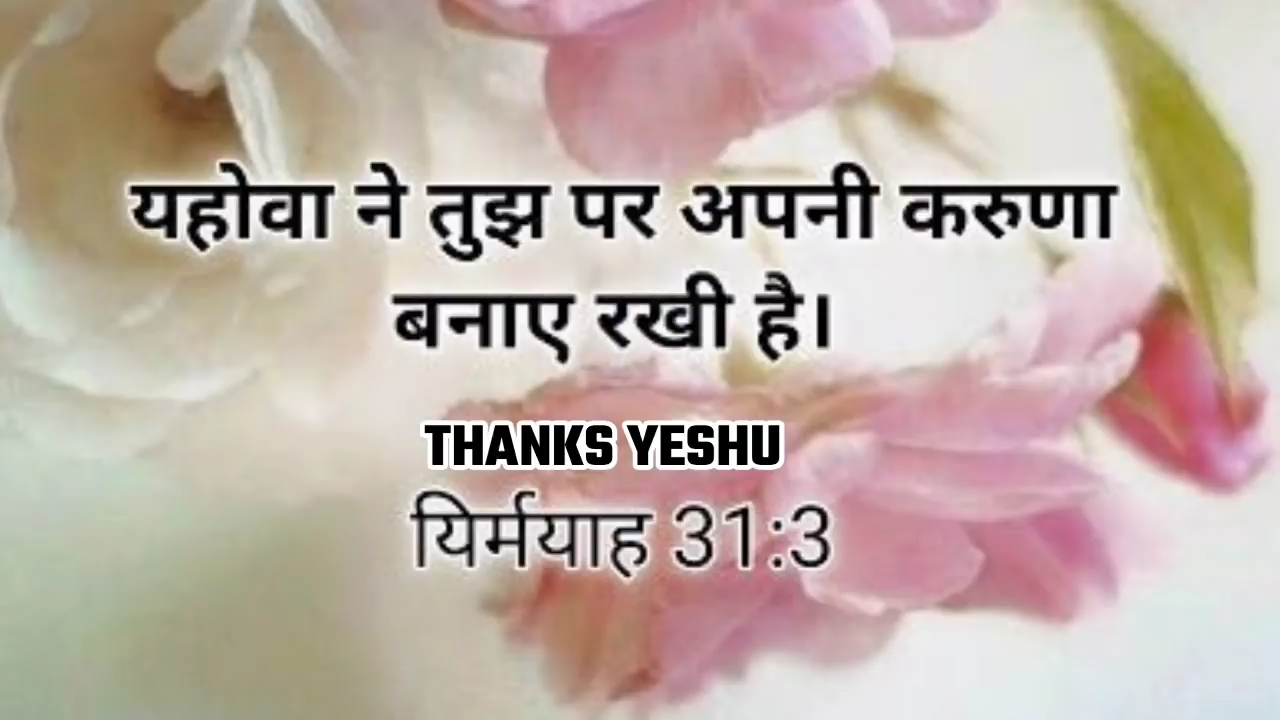 यहोवा ने तुझ पर अपनी करुणा
बनाए रखी है।
THANKS YESHU
यिर्मयाह 31:3